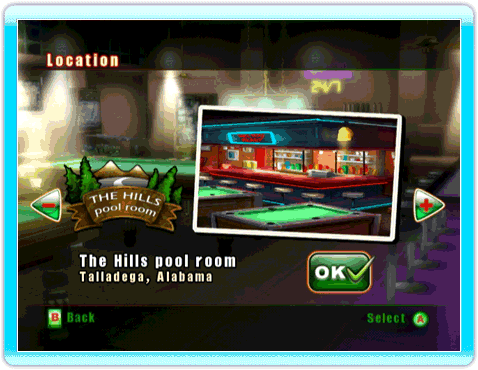 Location
24/7
THE HILLS
pool room
The Hills pool room
Talladega, Alabama
OK
B Back
Select A